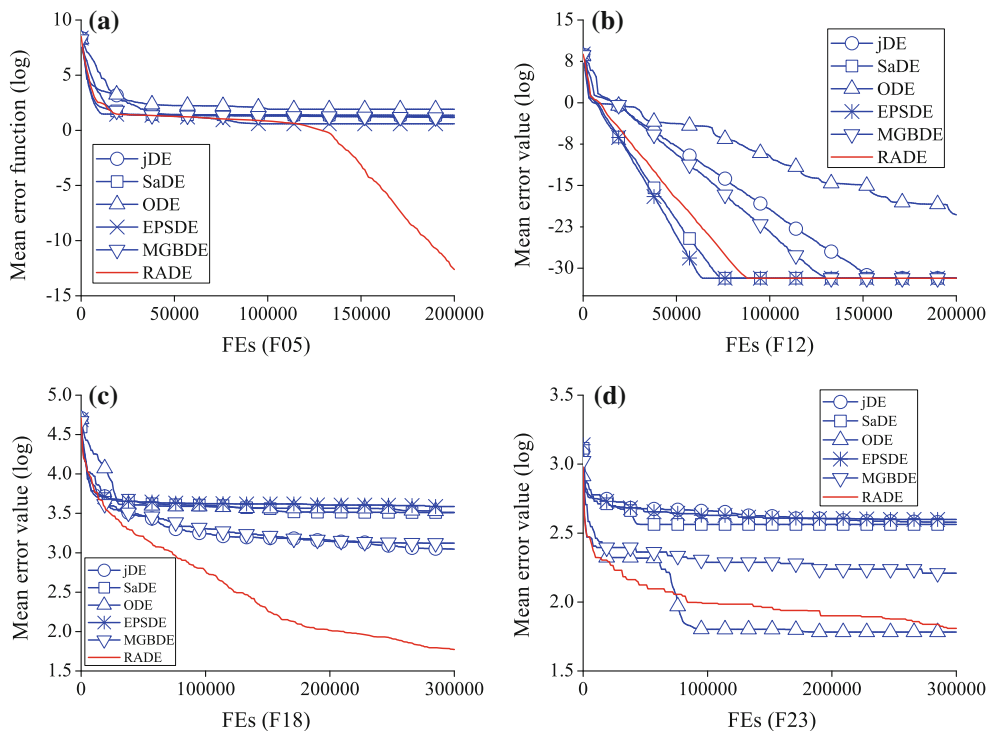 (a)
Mean error function (log)
10
5
0
-5
-10
-15
jDE
SaDE
ODE
EPSDE
MGBDE
RADE
0 50000 100000 150000 200000
FEs (F05)
(b)
Mean error value (log)
15
8
0
-8
-15
-23
-30
jDE
SaDE
ODE
EPSDE
MGBDE
RADE
0 50000 100000 150000 200000
FEs (F12)
(c)
Mean error value (log)
5.0
4.5
4.0
3.5
3.0
2.5
2.0
1.5
jDE
SaDE
ODE
EPSDE
MGBDE
RADE
0 100000 200000 300000
FEs (F18)
(d)
Mean error value (log)
3.5
3.0
2.5
2.0
1.5
jDE
SaDE
ODE
EPSDE
MGBDE
RADE
0 100000 200000 300000
FEs (F23)